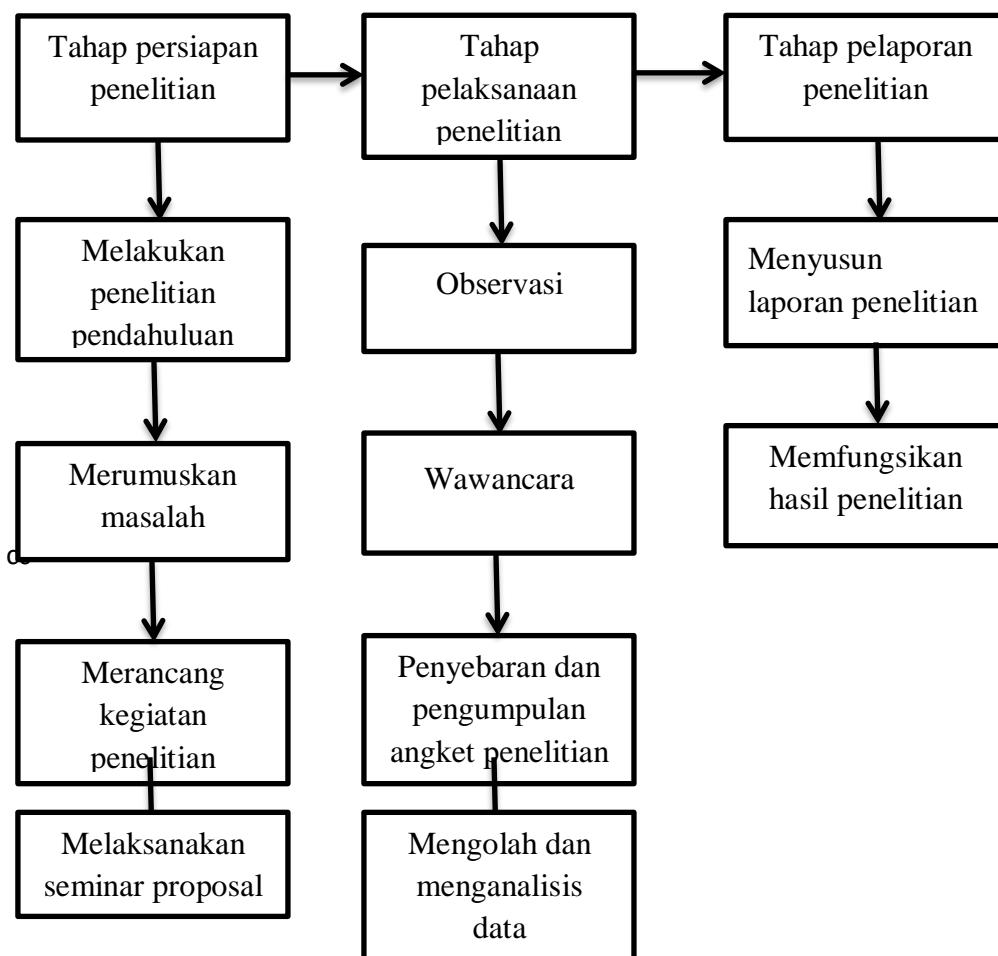 Tahap persiapan
penelitian
Tahap
pelaksanaan
penelitian
Tahap pelaporan
penelitian
Melakukan
penelitian
pendahuluan
Observasi
Menyusun
laporan penelitian
Merumuskan
masalah
Wawancara
Memfungsikan
hasil penelitian
Merancang
kegiatan
penelitian
Penyebaran dan
pengumpulan
angket penelitian
Melaksanakan
seminar proposal
Mengolah dan
menganalisis
data